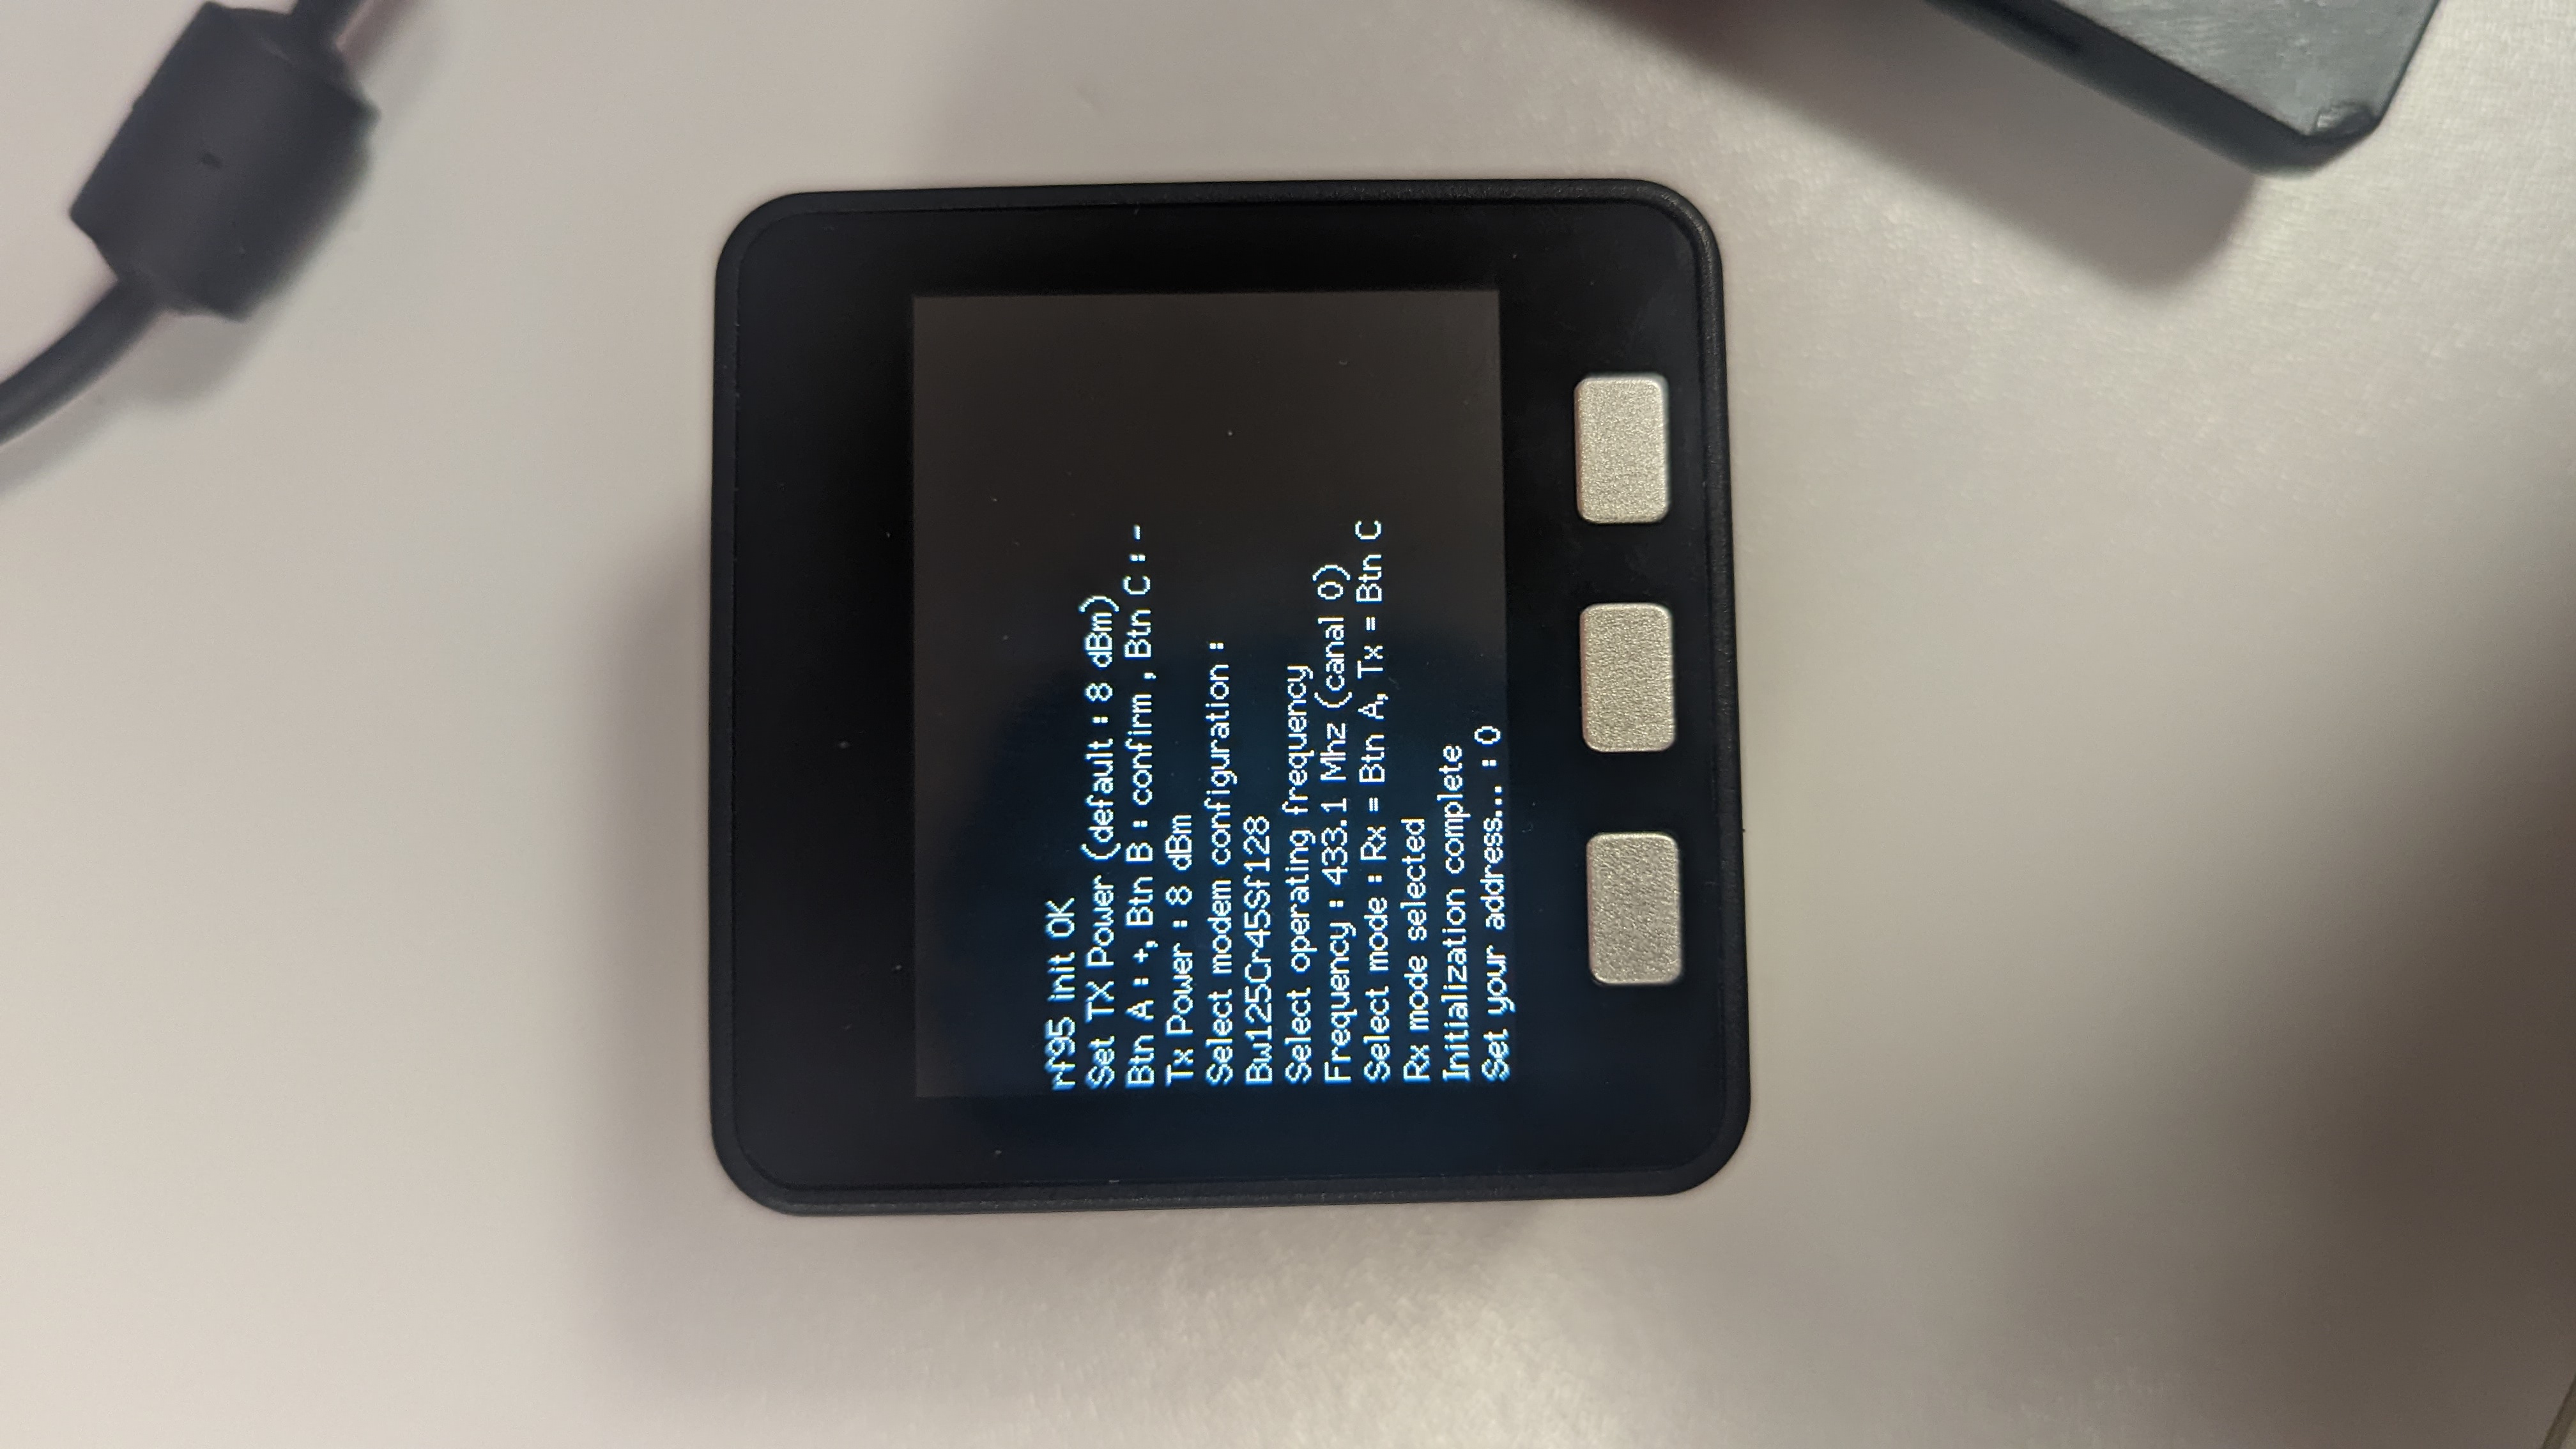 rf95 init OK
Set TX Power (default : 8 dBm)
Btn A : +, Btn B : confirm , Btn C : -
Tx Power : 8 dBm
Select modem configuration :
Bw125Cr45Sf128
Select operating frequency
Frequency : 433.1 Mhz (canal 0)
Select mode : Rx = Btn A, Tx = Btn C
Rx mode selected
Initialization complete
Set your address... : 0